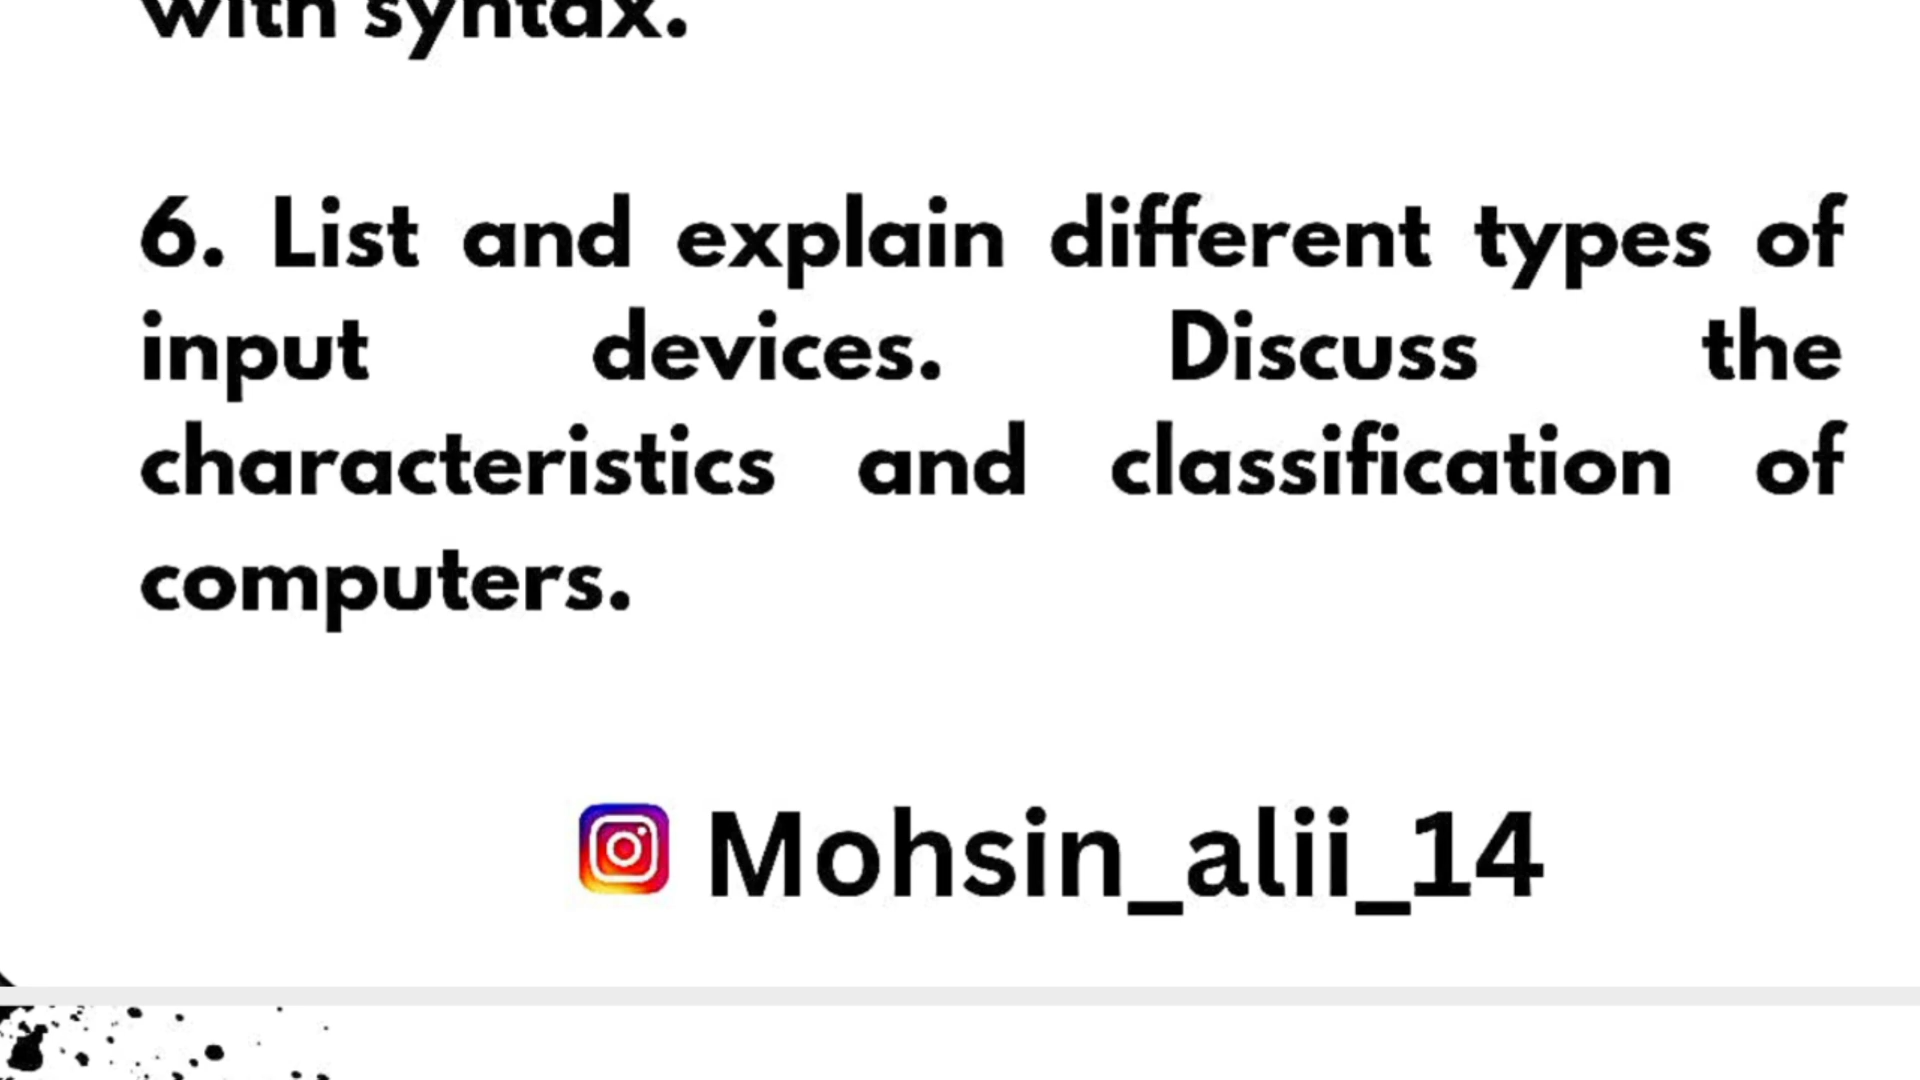 with syntax.
6. List and explain different types of
input devices. Discuss the
characteristics and classification of
computers.
Mohsin_alii_14